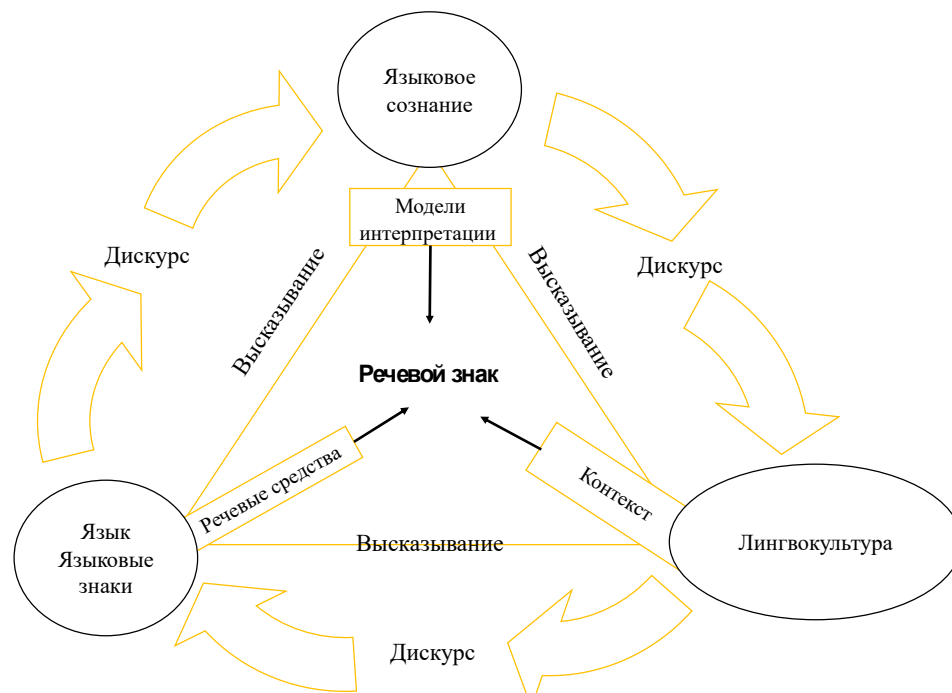 Языковое
сознание
Модели
интерпретации
Дискурс
Дискурс
Высказывание
Высказывание
Речевой знак
Речевые средства
Контекст
Язык
Языковые
знаки
Высказывание
Лингвокультура
Дискурс